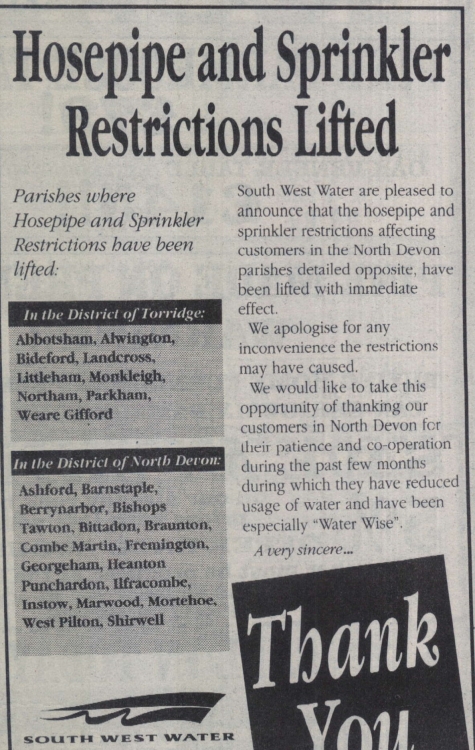 Hosepipe and Sprinkler
Restrictions Lifted
Parishes where
Hosepipe and Sprinkler
Restrictions have been
lifted:
In the District of Torridge:
Abbotsham, Alwington,
Bideford, Landcross,
Littleham, Monkleigh,
Northam, Parkham,
Weare Gifford
In the District of North Devon:
Ashford, Barnstaple,
Berrynarbor, Bishops
Tawton, Bittadon, Braunton,
Combe Martin, Fremington,
Georgeham, Heanton
Punchardon, Ilfracombe,
Instow, Marwood, Mortehoe,
West Pilton, Shirwell
SOUTH WEST WATER
South West Water are pleased to
announce that the hosepipe and
sprinkler restrictions affecting
customers in the North Devon
parishes detailed opposite, have
been lifted with immediate
effect.
We apologise for any
inconvenience the restrictions
may have caused.
We would like to take this
opportunity of thanking our
customers in North Devon for
their patience and co-operation
during the past few months
during which they have reduced
usage of water and have been
especially "Water Wise".
A very sincere...
Thank
You